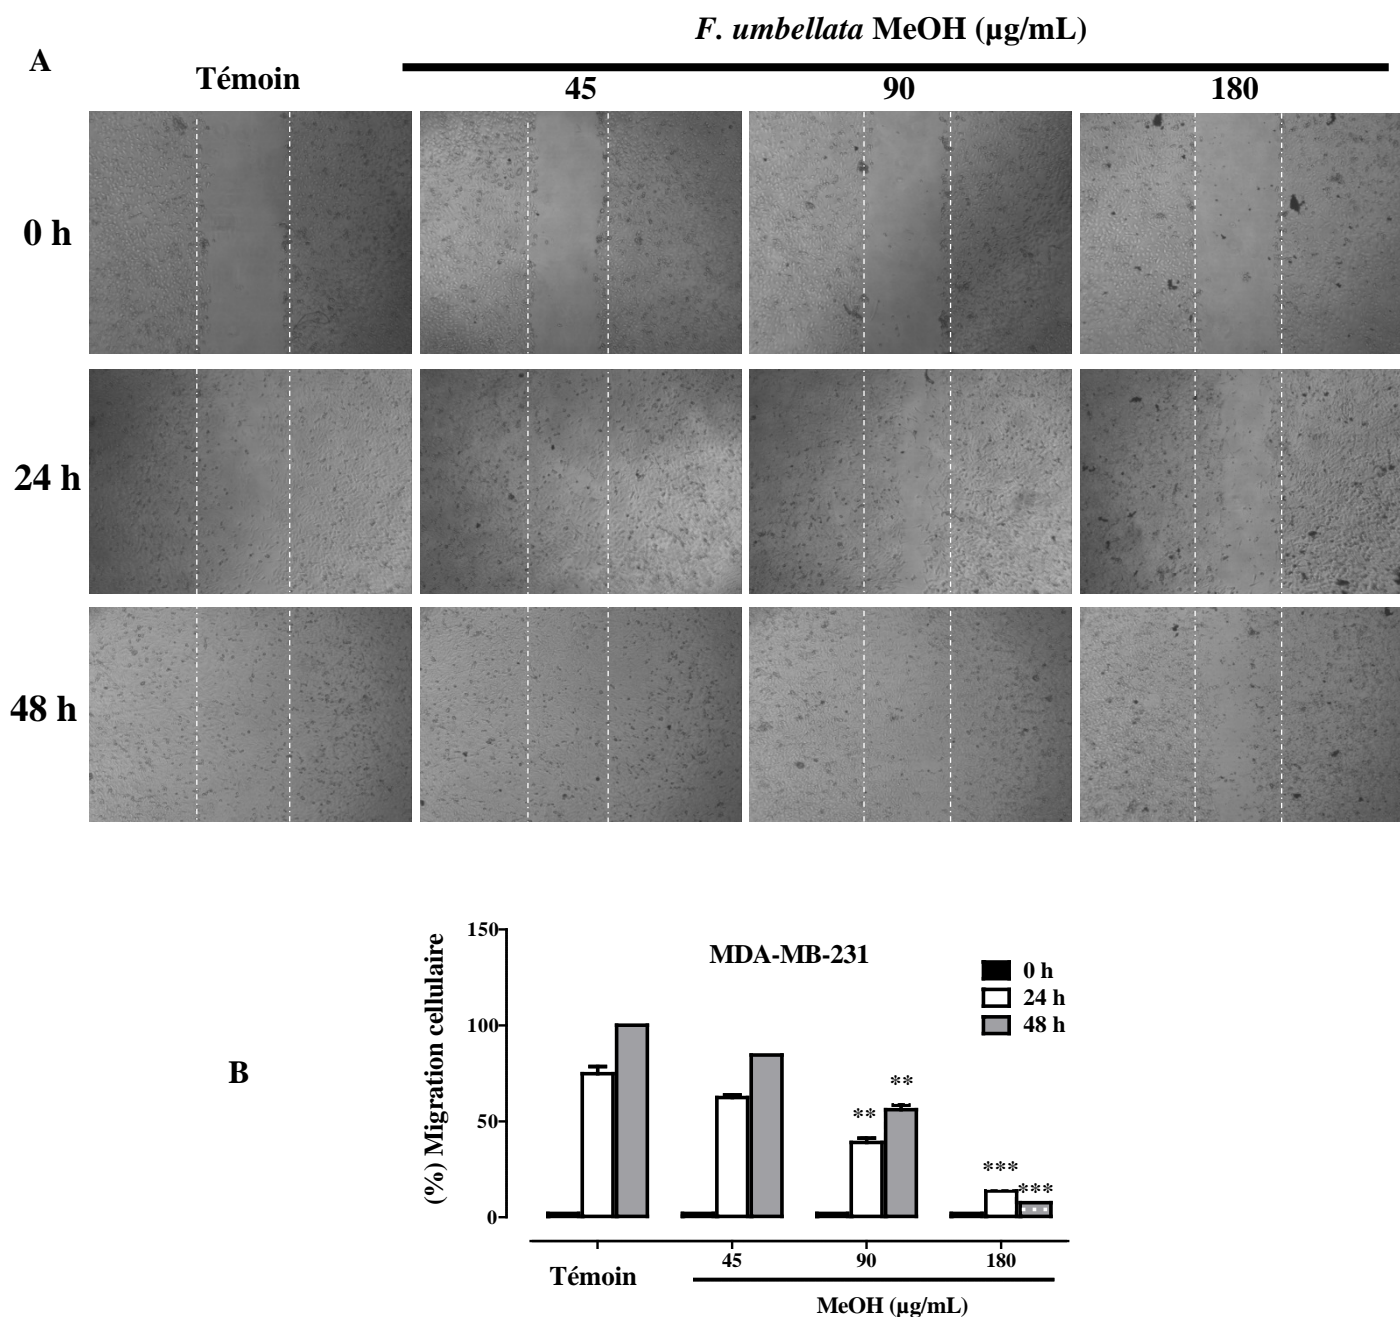 F. umbellata MeOH (µg/mL)
A
Témoin
45
90
180
0 h
24 h
48 h
B
(%) Migration cellulaire
150
100
50
0
MDA-MB-231
0 h
24 h
48 h
**
**
***
***
Témoin
45
90
180
MeOH (µg/mL)